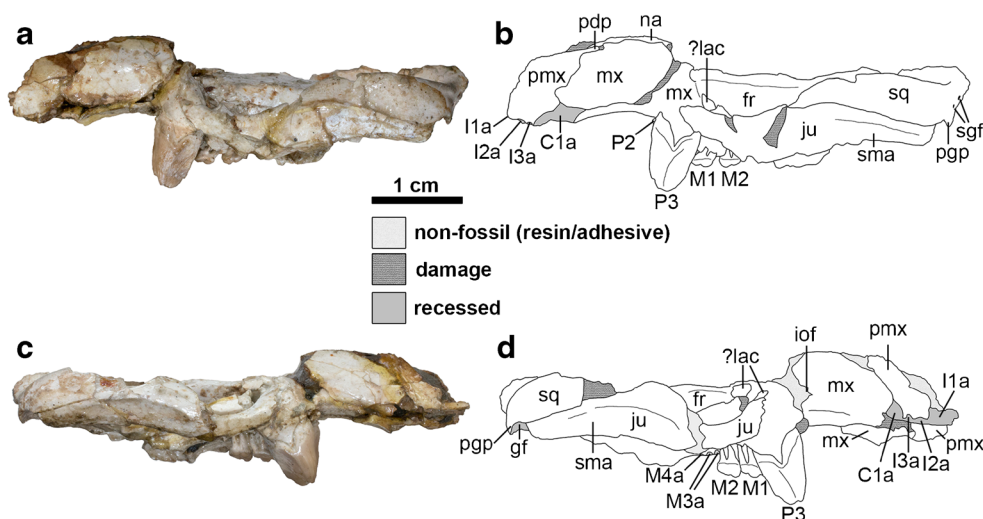 a
b
pdp
na
?lac
pmx
mx
mx
fr
sq
sgf
I1a
I2a
I3a
C1a
P2
ju
sma
pgp
M1
M2
P3
1 cm
non-fossil (resin/adhesive)
damage
recessed
c
d
iof
pmx
?lac
sq
fr
mx
I1a
ju
ju
pgp
gf
sma
mx
pmx
I2a
I3a
C1a
M4a
M3a
M2
M1
P3